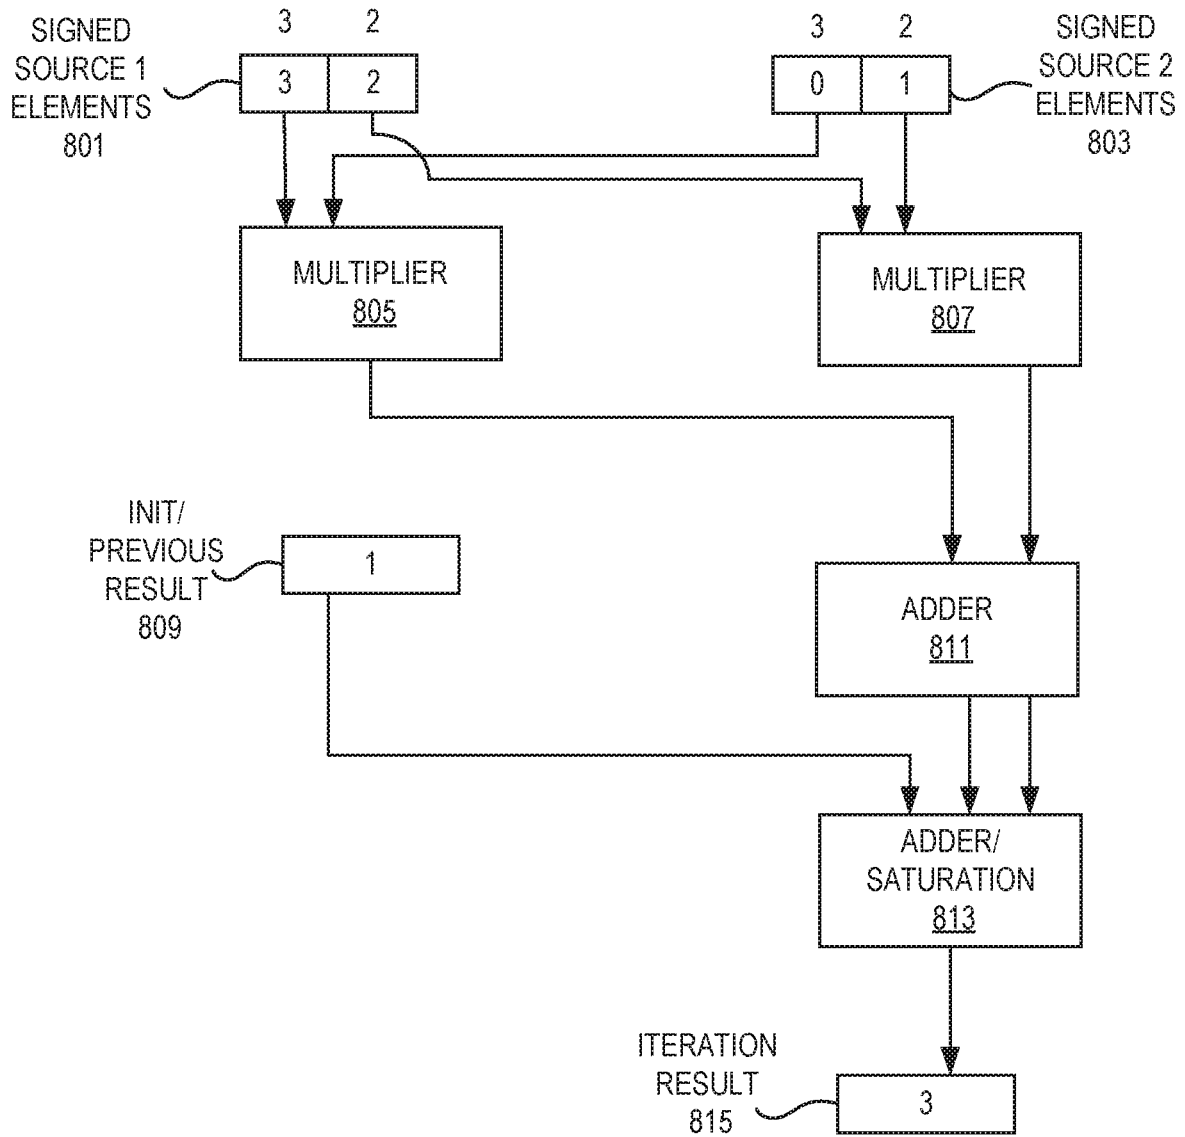 SIGNED
SOURCE 1
ELEMENTS
801
3 2
3 2
3 2
0 1
SIGNED
SOURCE 2
ELEMENTS
803
MULTIPLIER
805
MULTIPLIER
807
INIT/
PREVIOUS
RESULT
809
1
ADDER
811
ADDER/
SATURATION
813
ITERATION
RESULT
815
3